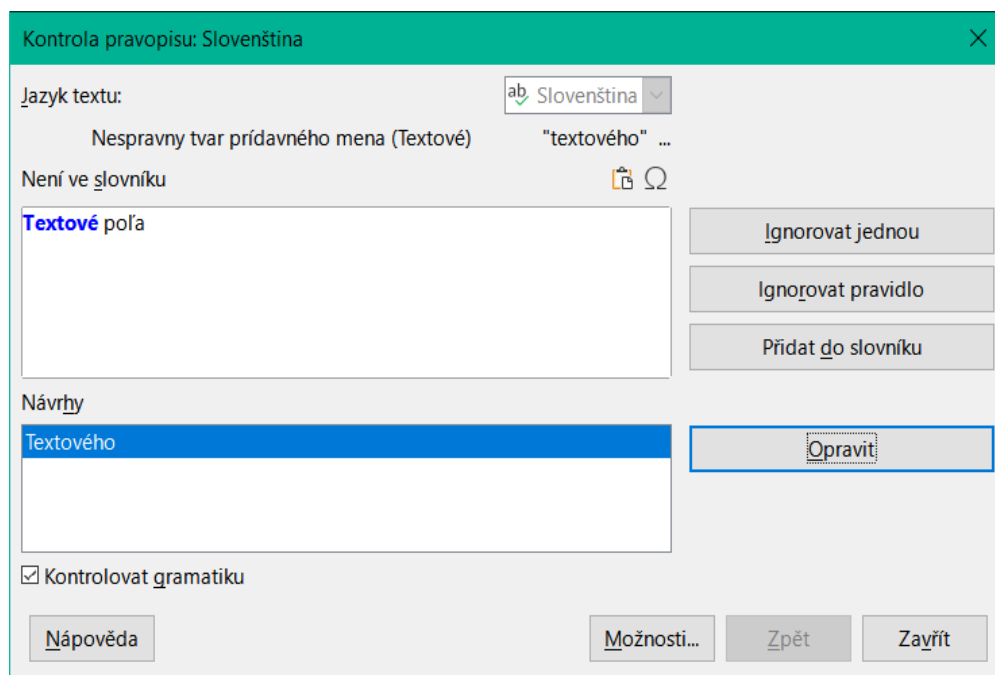 Kontrola pravopisu: Slovenština
Jazyk textu:
Slovenština
Nespravny tvar prídavného mena (Textové) "textového" ...
Není ve slovníku
Textové poľa
Ignorovat jednou
Ignorovat pravidlo
Přidat do slovníku
Návrhy
Textového
Opravit
Kontrolovat gramatiku
Nápověda
Možnosti...
Zpět
Zavřít